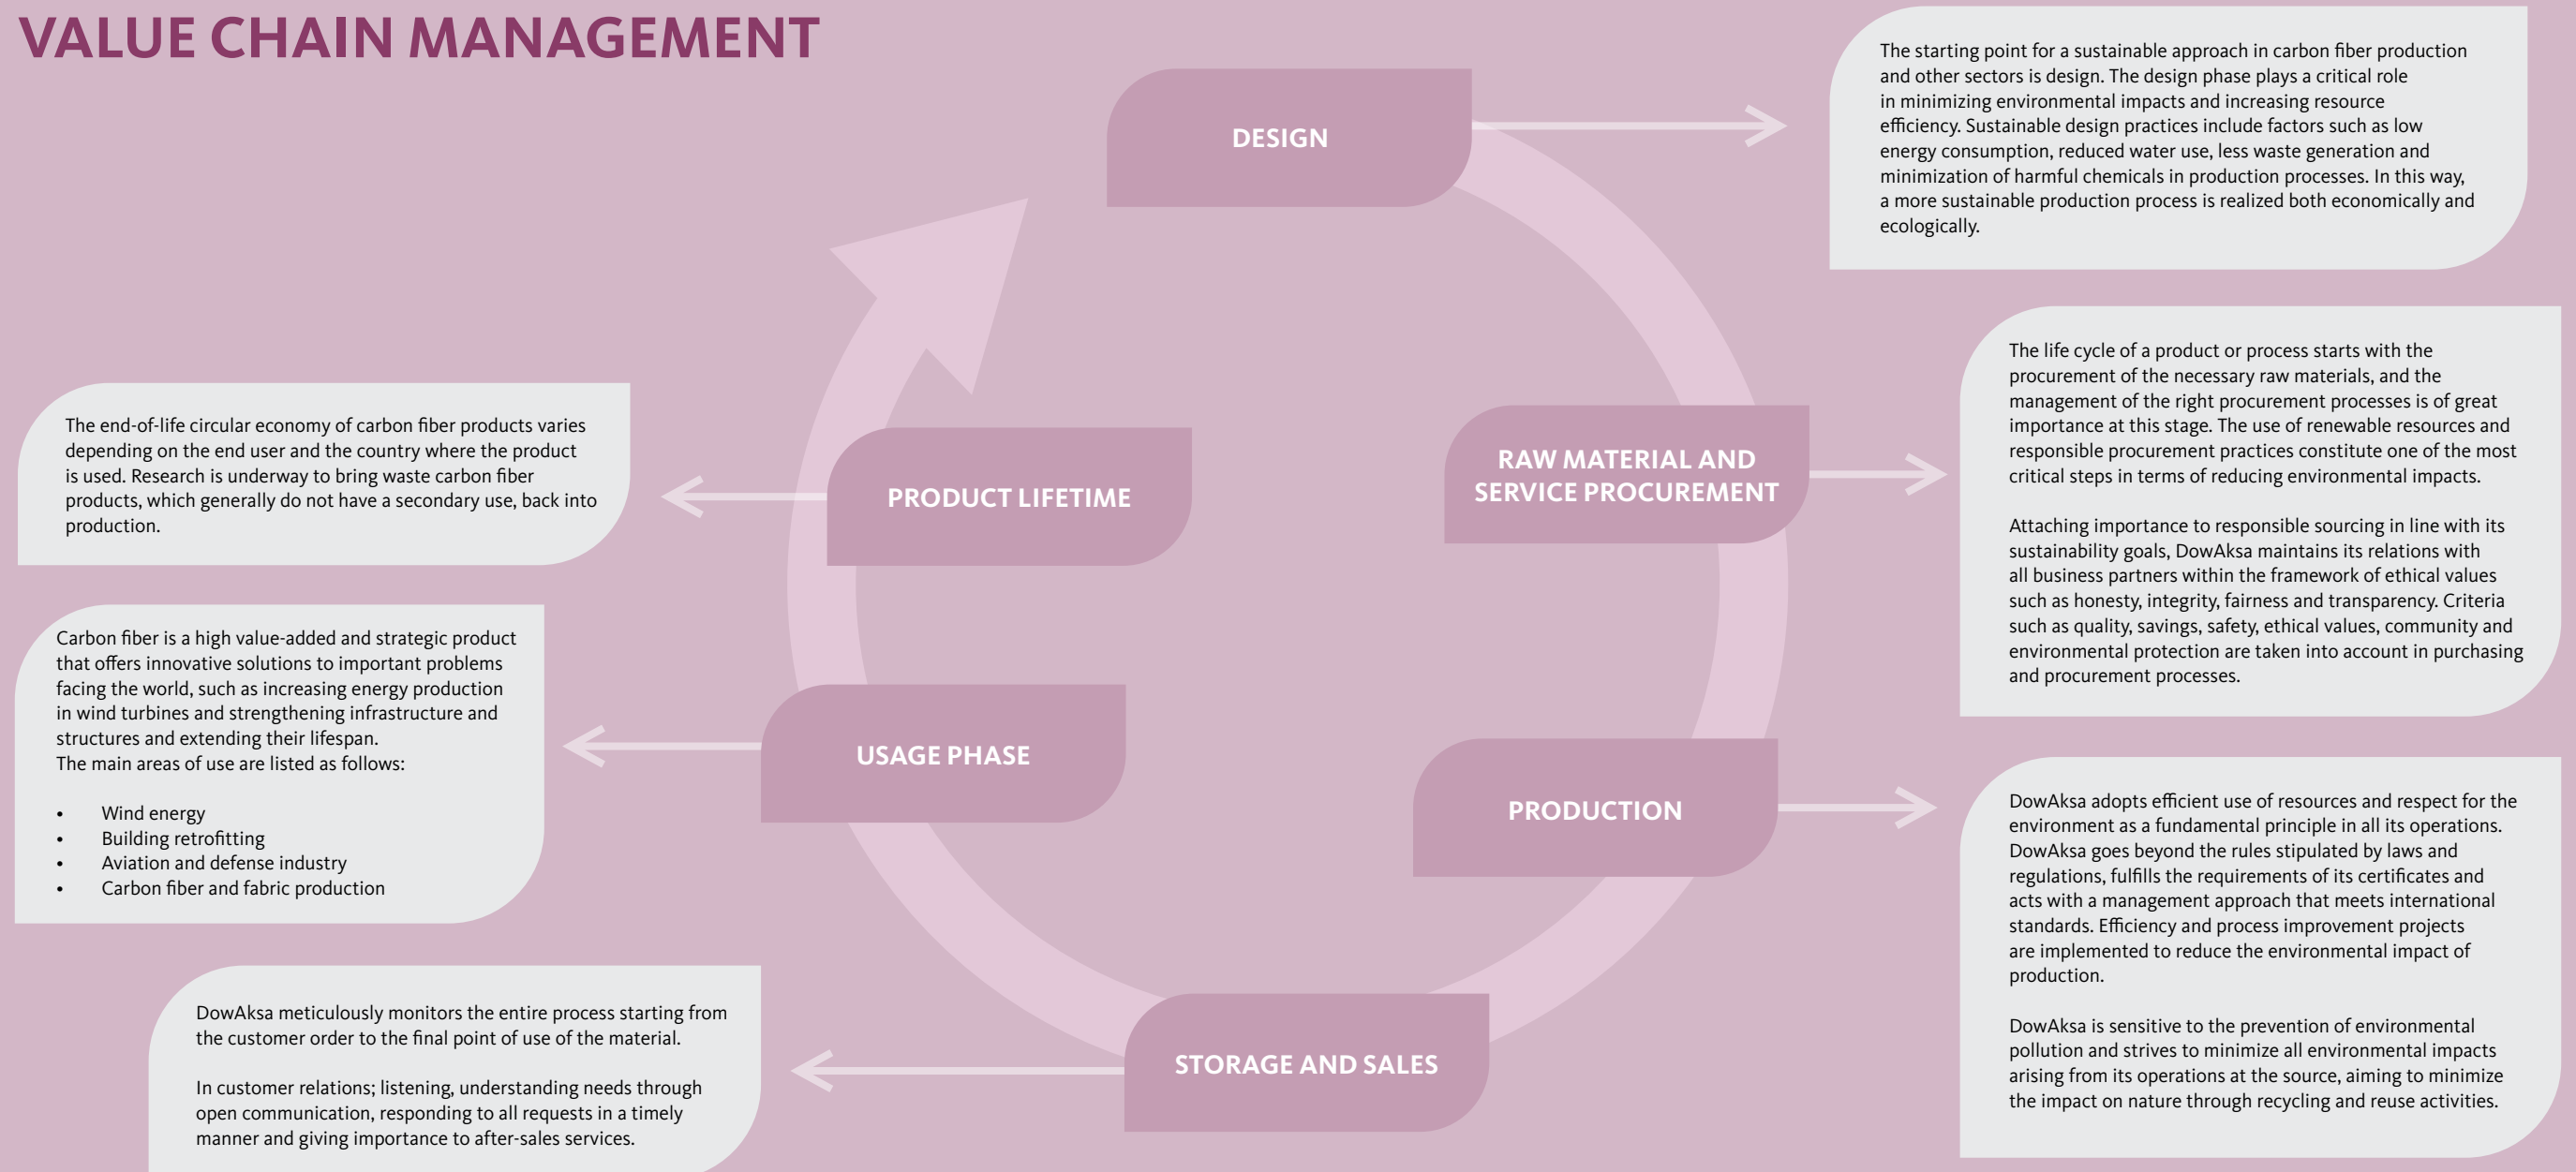 VALUE CHAIN MANAGEMENT
DESIGN
The starting point for a sustainable approach in carbon fiber production
and other sectors is design. The design phase plays a critical role
in minimizing environmental impacts and increasing resource
efficiency. Sustainable design practices include factors such as low
energy consumption, reduced water use, less waste generation and
minimization of harmful chemicals in production processes. In this way,
a more sustainable production process is realized both economically and
ecologically.
RAW MATERIAL AND
SERVICE PROCUREMENT
The life cycle of a product or process starts with the
procurement of the necessary raw materials, and the
management of the right procurement processes is of great
importance at this stage. The use of renewable resources and
responsible procurement practices constitute one of the most
critical steps in terms of reducing environmental impacts.
Attaching importance to responsible sourcing in line with its
sustainability goals, DowAksa maintains its relations with
all business partners within the framework of ethical values
such as honesty, integrity, fairness and transparency. Criteria
such as quality, savings, safety, ethical values, community and
environmental protection are taken into account in purchasing
and procurement processes.
PRODUCTION
DowAksa adopts efficient use of resources and respect for the
environment as a fundamental principle in all its operations.
DowAksa goes beyond the rules stipulated by laws and
regulations, fulfills the requirements of its certificates and
acts with a management approach that meets international
standards. Efficiency and process improvement projects
are implemented to reduce the environmental impact of
production.
DowAksa is sensitive to the prevention of environmental
pollution and strives to minimize all environmental impacts
arising from its operations at the source, aiming to minimize
the impact on nature through recycling and reuse activities.
STORAGE AND SALES
DowAksa meticulously monitors the entire process starting from
the customer order to the final point of use of the material.
In customer relations; listening, understanding needs through
open communication, responding to all requests in a timely
manner and giving importance to after-sales services.
USAGE PHASE
Carbon fiber is a high value-added and strategic product
that offers innovative solutions to important problems
facing the world, such as increasing energy production
in wind turbines and strengthening infrastructure and
structures and extending their lifespan.
The main areas of use are listed as follows:
• Wind energy
• Building retrofitting
• Aviation and defense industry
• Carbon fiber and fabric production
PRODUCT LIFETIME
The end-of-life circular economy of carbon fiber products varies
depending on the end user and the country where the product
is used. Research is underway to bring waste carbon fiber
products, which generally do not have a secondary use, back into
production.